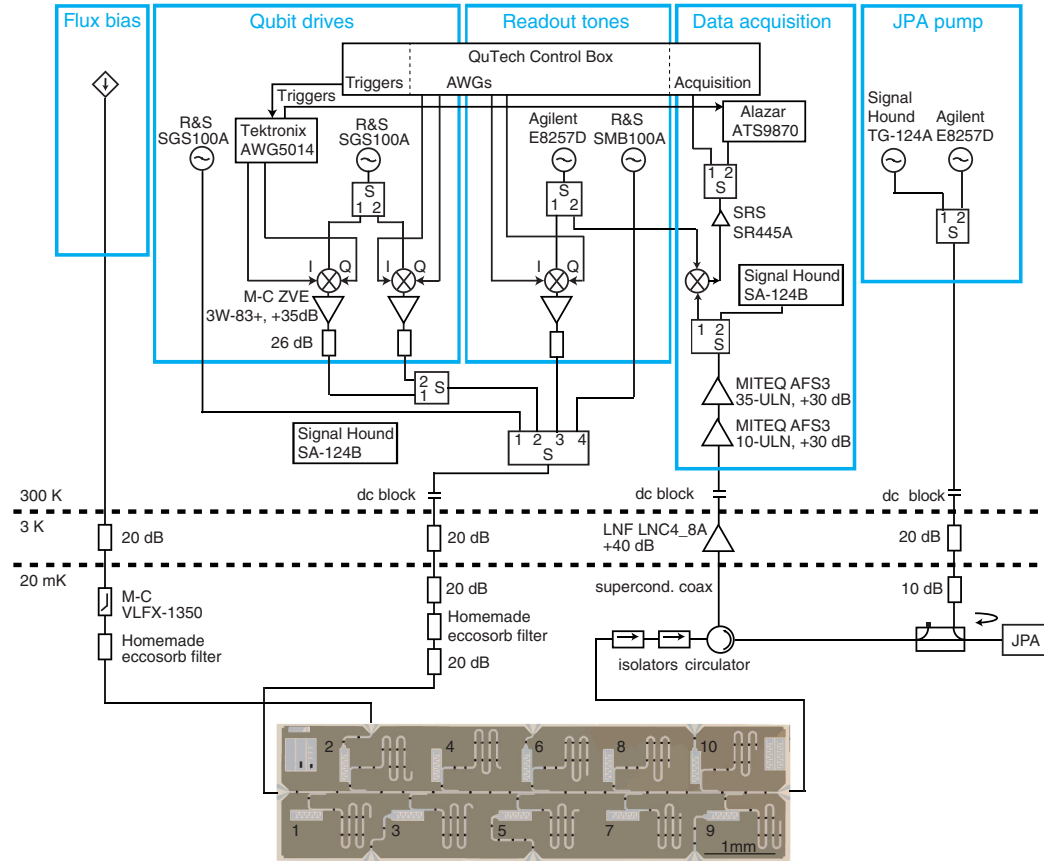 Flux bias
Qubit drives
Readout tones
Data acquisition
JPA pump
QuTech Control Box
Triggers
AWGs
Acquisition
Triggers
R&S
SGS100A
Tektronix
AWG5014
R&S
SGS100A
S
1 2
I
Q
I
Q
M-C ZVE
3W-83+, +35dB
26 dB
2
1
S
Agilent
E8257D
R&S
SMB100A
S
1 2
I
Q
Alazar
ATS9870
1 2
S
SRS
SR445A
Signal Hound
SA-124B
1 2
S
MITEQ AFS3
35-ULN, +30 dB
MITEQ AFS3
10-ULN, +30 dB
Signal
Hound
TG-124A
Agilent
E8257D
1 2
S
Signal Hound
SA-124B
1 2 3 4
S
300 K
dc block
dc block
dc block
3 K
20 dB
20 dB
LNF LNC4_8A
+40 dB
20 dB
20 mK
M-C
VLFX-1350
Homemade
eccosorb filter
20 dB
Homemade
eccosorb filter
20 dB
supercond. coax
isolators circulator
10 dB
JPA
2
4
6
8
10
1
3
5
7
9
1mm